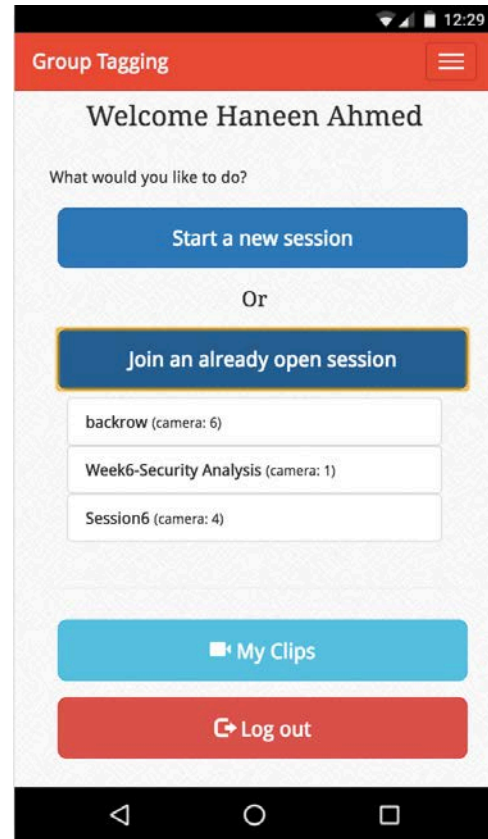 12:29
Group Tagging
Welcome Haneen Ahmed
What would you like to do?
Start a new session
Or
Join an already open session
backrow (camera: 6)
Week6-Security Analysis (camera: 1)
Session6 (camera: 4)
My Clips
Log out